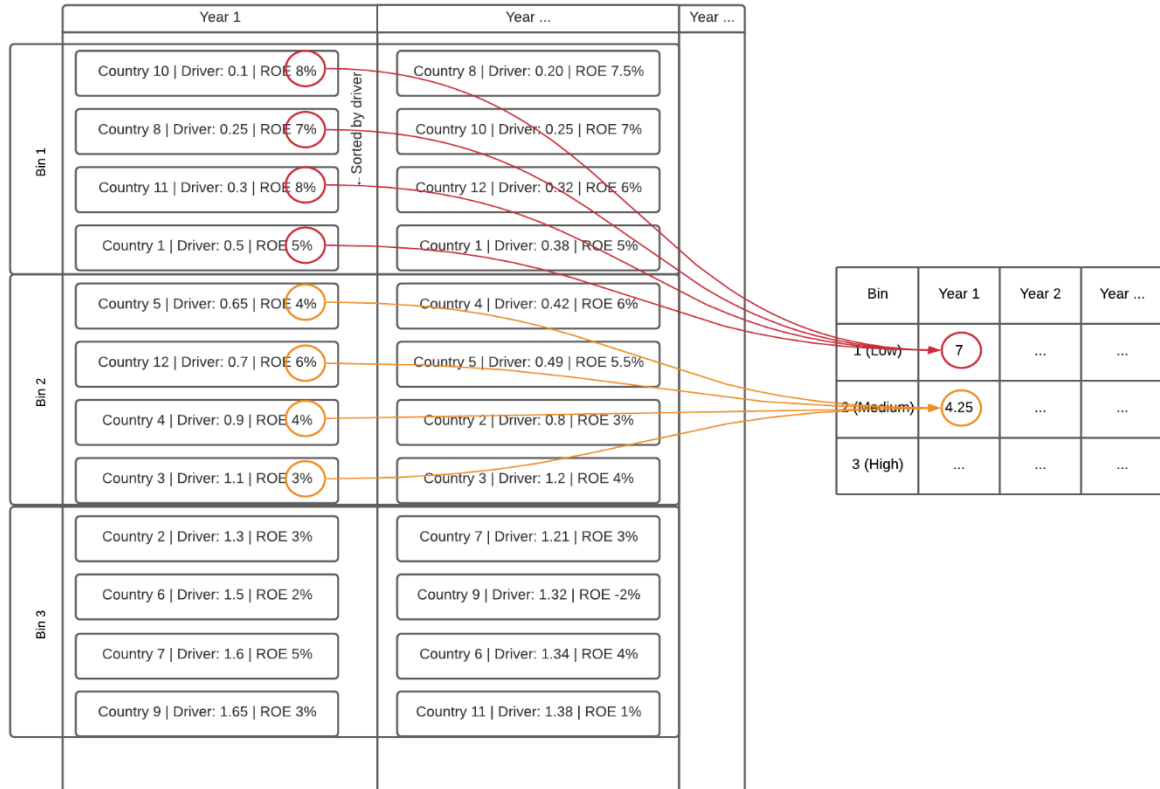 Year 1
Year ...
Year ...
Bin 1
Country 10 | Driver: 0.1 | ROE 8%
Country 8 | Driver: 0.25 | ROE 7%
Country 11 | Driver: 0.3 | ROE 8%
Country 1 | Driver: 0.5 | ROE 5%
←Sorted by driver
Country 8 | Driver: 0.20 | ROE 7.5%
Country 10 | Driver: 0.25 | ROE 7%
Country 12 | Driver: 0.32 | ROE 6%
Country 1 | Driver: 0.38 | ROE 5%
Bin 2
Country 5 | Driver: 0.65 | ROE 4%
Country 12 | Driver: 0.7 | ROE 6%
Country 4 | Driver: 0.9 | ROE 4%
Country 3 | Driver: 1.1 | ROE 3%
Country 4 | Driver: 0.42 | ROE 6%
Country 5 | Driver: 0.49 | ROE 5.5%
Country 2 | Driver: 0.8 | ROE 3%
Country 3 | Driver: 1.2 | ROE 4%
Bin 3
Country 2 | Driver: 1.3 | ROE 3%
Country 6 | Driver: 1.5 | ROE 2%
Country 7 | Driver: 1.6 | ROE 5%
Country 9 | Driver: 1.65 | ROE 3%
Country 7 | Driver: 1.21 | ROE 3%
Country 9 | Driver: 1.32 | ROE -2%
Country 6 | Driver: 1.34 | ROE 4%
Country 11 | Driver: 1.38 | ROE 1%
Bin Year 1 Year 2 Year ...
1 (Low) 7 ... ...
2 (Medium) 4.25 ... ...
3 (High) ... ... ...